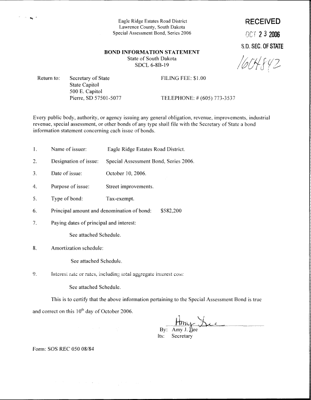 Eagle Ridge Estates Road District
Lawrence County, South Dakota
Special Assessment Bond, Series 2006
RECEIVED
OCT 23 2006
S.D. SEC. OF STATE
BOND INFORMATION STATEMENT
State of South Dakota
SDCL 6-8B-19
Return to: Secretary of State FILING FEE: $1.00
State Capitol
500 E. Capitol
Pierre, SD 57501-5077 TELEPHONE: # (605) 773-3537
Every public body, authority, or agency issuing any general obligation, revenue, improvements, industrial
revenue, special assessment, or other bonds of any type shall file with the Secretary of State a bond
information statement concerning each issue of bonds.
1. Name of issuer: Eagle Ridge Estates Road District.
2. Designation of issue: Special Assessment Bond, Series 2006.
3. Date of issue: October 10, 2006.
4. Purpose of issue: Street improvements.
5. Type of bond: Tax-exempt.
6. Principal amount and denomination of bond: $582,200
7. Paying dates of principal and interest:
See attached Schedule.
8. Amortization schedule:
See attached Schedule.
9. Interest rate or rates, including total aggregate interest cost:
See attached Schedule.
This is to certify that the above information pertaining to the Special Assessment Bond is true
and correct on this 10th day of October 2006.
By: Amy J.
Its: Secretary
Form: SOS REC 050 08/84